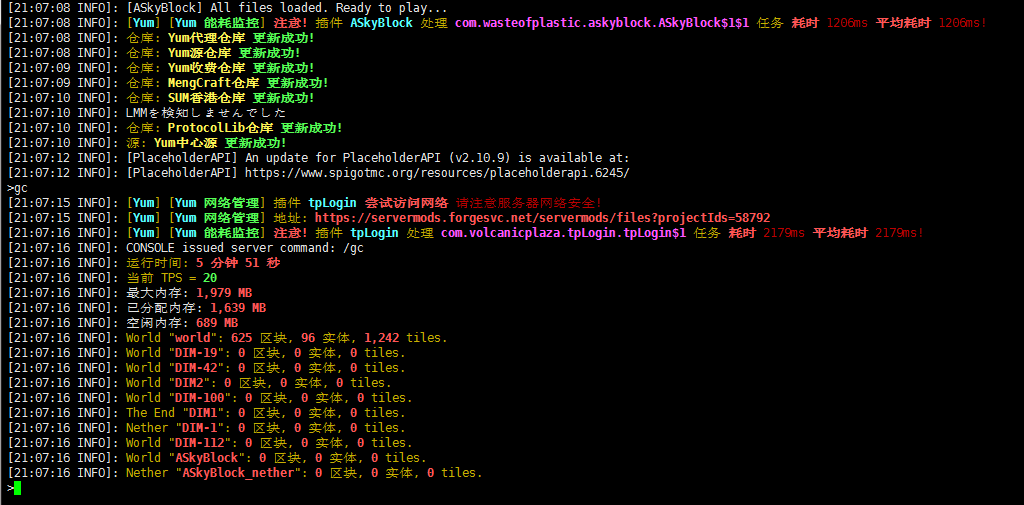 [21:07:08 INFO]: [ASkyBlock] All files loaded. Ready to play...
[21:07:08 INFO]: [Yum] [Yum 能耗监控] 注意! 插件 ASkyBlock 处理 com.wasteofplastic.askyblock.ASkyBlock$1$1 任务 耗时 1206ms 平均耗时 1206ms!
[21:07:08 INFO]: 仓库: Yum代理仓库 更新成功!
[21:07:08 INFO]: 仓库: Yum源仓库 更新成功!
[21:07:09 INFO]: 仓库: Yum收费仓库 更新成功!
[21:07:09 INFO]: 仓库: MengCraft仓库 更新成功!
[21:07:10 INFO]: 仓库: SUM香港仓库 更新成功!
[21:07:10 INFO]: LMMを検知しませんでした
[21:07:10 INFO]: 仓库: ProtocolLib仓库 更新成功!
[21:07:10 INFO]: 源: Yum中心源 更新成功!
[21:07:12 INFO]: [PlaceholderAPI] An update for PlaceholderAPI (v2.10.9) is available at:
[21:07:12 INFO]: [PlaceholderAPI] https://www.spigotmc.org/resources/placeholderapi.6245/
>gc
[21:07:15 INFO]: [Yum] [Yum 网络管理] 插件 tpLogin 尝试访问网络 请注意服务器网络安全!
[21:07:15 INFO]: [Yum] [Yum 网络管理] 地址: https://servermods.forgesvc.net/servermods/files?projectIds=58792
[21:07:16 INFO]: [Yum] [Yum 能耗监控] 注意! 插件 tpLogin 处理 com.volcanicplaza.tpLogin.tpLogin$1 任务 耗时 2179ms 平均耗时 2179ms!
[21:07:16 INFO]: CONSOLE issued server command: /gc
[21:07:16 INFO]: 运行时间: 5 分钟 51 秒
[21:07:16 INFO]: 当前 TPS = 20
[21:07:16 INFO]: 最大内存: 1,979 MB
[21:07:16 INFO]: 已分配内存: 1,639 MB
[21:07:16 INFO]: 空闲内存: 689 MB
[21:07:16 INFO]: World "world": 625 区块, 96 实体, 1,242 tiles.
[21:07:16 INFO]: World "DIM-19": 0 区块, 0 实体, 0 tiles.
[21:07:16 INFO]: World "DIM-42": 0 区块, 0 实体, 0 tiles.
[21:07:16 INFO]: World "DIM2": 0 区块, 0 实体, 0 tiles.
[21:07:16 INFO]: World "DIM-100": 0 区块, 0 实体, 0 tiles.
[21:07:16 INFO]: The End "DIM1": 0 区块, 0 实体, 0 tiles.
[21:07:16 INFO]: Nether "DIM-1": 0 区块, 0 实体, 0 tiles.
[21:07:16 INFO]: World "DIM-112": 0 区块, 0 实体, 0 tiles.
[21:07:16 INFO]: World "ASkyBlock": 0 区块, 0 实体, 0 tiles.
[21:07:16 INFO]: Nether "ASkyBlock_nether": 0 区块, 0 实体, 0 tiles.
>